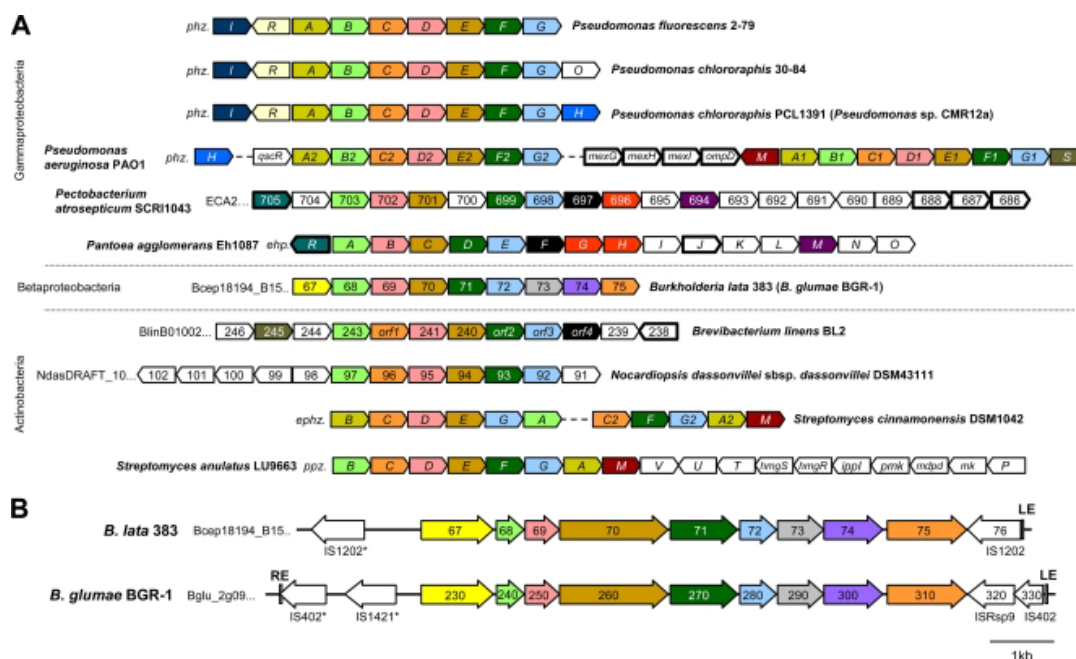 A
Gammaproteobacteria
phz. I R A B C D E F G Pseudomonas fluorescens 2-79
phz. I R A B C D E F G O Pseudomonas chlororaphis 30-84
phz. I R A B C D E F G H Pseudomonas chlororaphis PCL1391 (Pseudomonas sp. CMR12a)
Pseudomonas aeruginosa PAO1 phz. H qscR A2 B2 C2 D2 E2 F2 G2 mexG mexH mexI ompD M A1 B1 C1 D1 E1 F1 G1 S
Pectobacterium atrosepticum SCRI1043 ECA2... 705 704 703 702 701 700 699 698 697 696 695 694 693 692 691 690 689 688 687 686
Pantoea agglomerans Eh1087 ehp. R A B C D E F G H I J K L M N O
Betaproteobacteria Bcep18194_B15.. 67 68 69 70 71 72 73 74 75 Burkholderia lata 383 (B. glumae BGR-1)
Actinobacteria
BlinB01002... 246 245 244 243 orf1 241 240 orf2 orf3 orf4 239 238 Brevibacterium linens BL2
NdasDRAFT_10... 102 101 100 99 98 97 96 95 94 93 92 91 Nocardiopsis dassonvillei sbsp. dassonvillei DSM43111
ephz. B C D E G A C2 F G2 A2 M Streptomyces cinnamonensis DSM1042
Streptomyces anulatus LU9663 ppz. B C D E F G A M V U T hmgS hmgR ippI pmk mdpd mk P
B
B. lata 383 Bcep18194_B15.. 67 68 69 70 71 72 73 74 75 76 LE
IS1202* IS1202
B. glumae BGR-1 Bglu_2g09... RE 230 240 250 260 270 280 290 300 310 320 330 LE
IS402* IS1421* ISRsp9 IS402
1kb